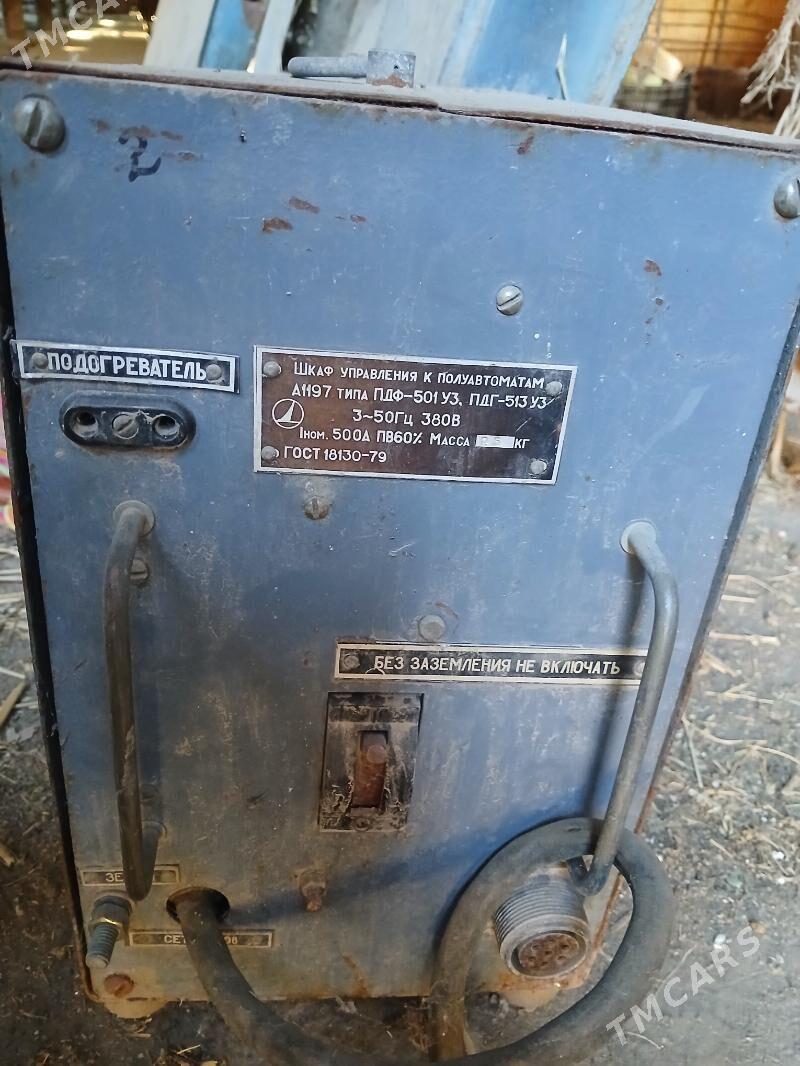 TMCARS
2
ПОДОГРЕВАТЕЛЬ
ШКАФ УПРАВЛЕНИЯ К ПОЛУАВТОМАТАМ
А1197 ТИПА ПДФ-501 У3, ПДГ-513 У3
3~50Гц 380В
Iном. 500А ПВ60% МАССА КГ
ГОСТ 18130-79
БЕЗ ЗАЗЕМЛЕНИЯ НЕ ВКЛЮЧАТЬ
TMCARS